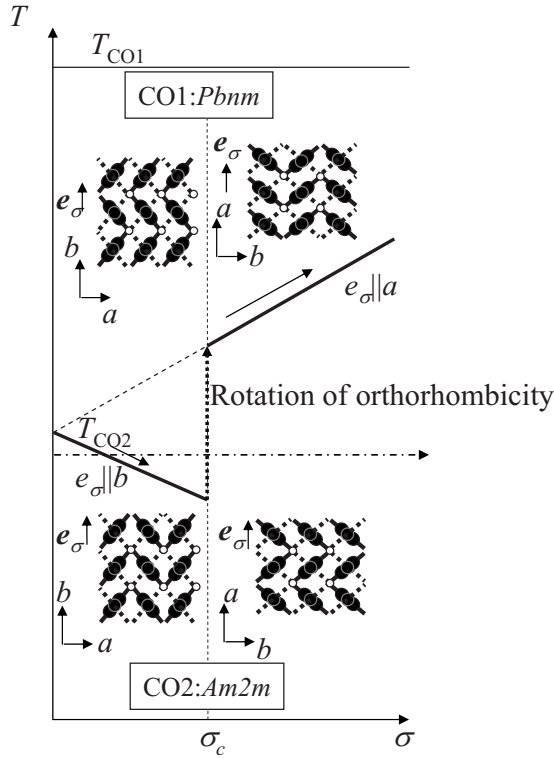 T
T_CO1
CO1:Pbnm
e_σ
e_σ
b
a
a
b
e_σ||a
Rotation of orthorhombicity
T_CO2
e_σ||b
e_σ
e_σ
b
a
a
b
CO2:Am2m
σ_c
σ